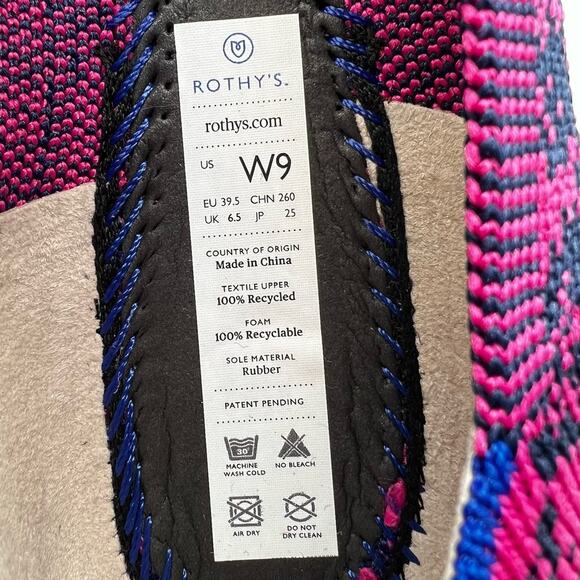 ROTHY'S™
rothys.com
US W9
EU 39.5 CHN 260
UK 6.5 JP 25
COUNTRY OF ORIGIN
Made in China
TEXTILE UPPER
100% Recycled
FOAM
100% Recyclable
SOLE MATERIAL
Rubber
PATENT PENDING
30°
MACHINE WASH COLD
NO BLEACH
AIR DRY
DO NOT DRY CLEAN